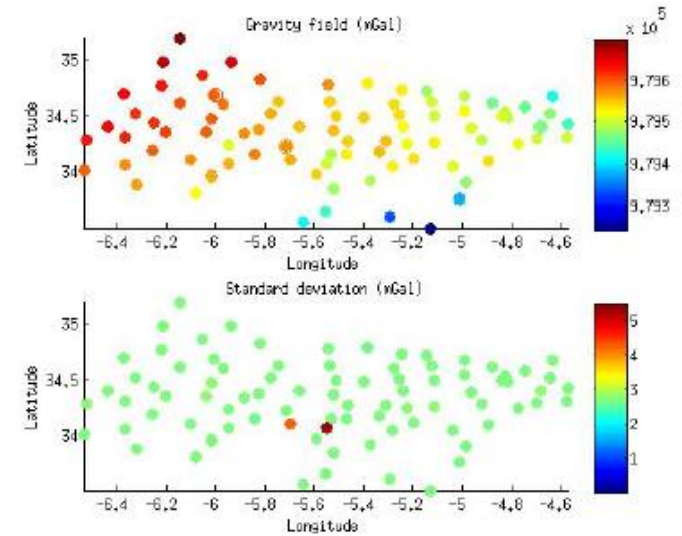 Gravity field (mGal)
x 10^5
35
34.5
34
Latitude
9,796
9,795
9,794
9,793
-6.4 -6.2 -6 -5.8 -5.6 -5.4 -5.2 -5 -4.8 -4.6
Longitude
Standard deviation (mGal)
35
34.5
34
Latitude
5
4
3
2
1
-6.4 -6.2 -6 -5.8 -5.6 -5.4 -5.2 -5 -4.8 -4.6
Longitude